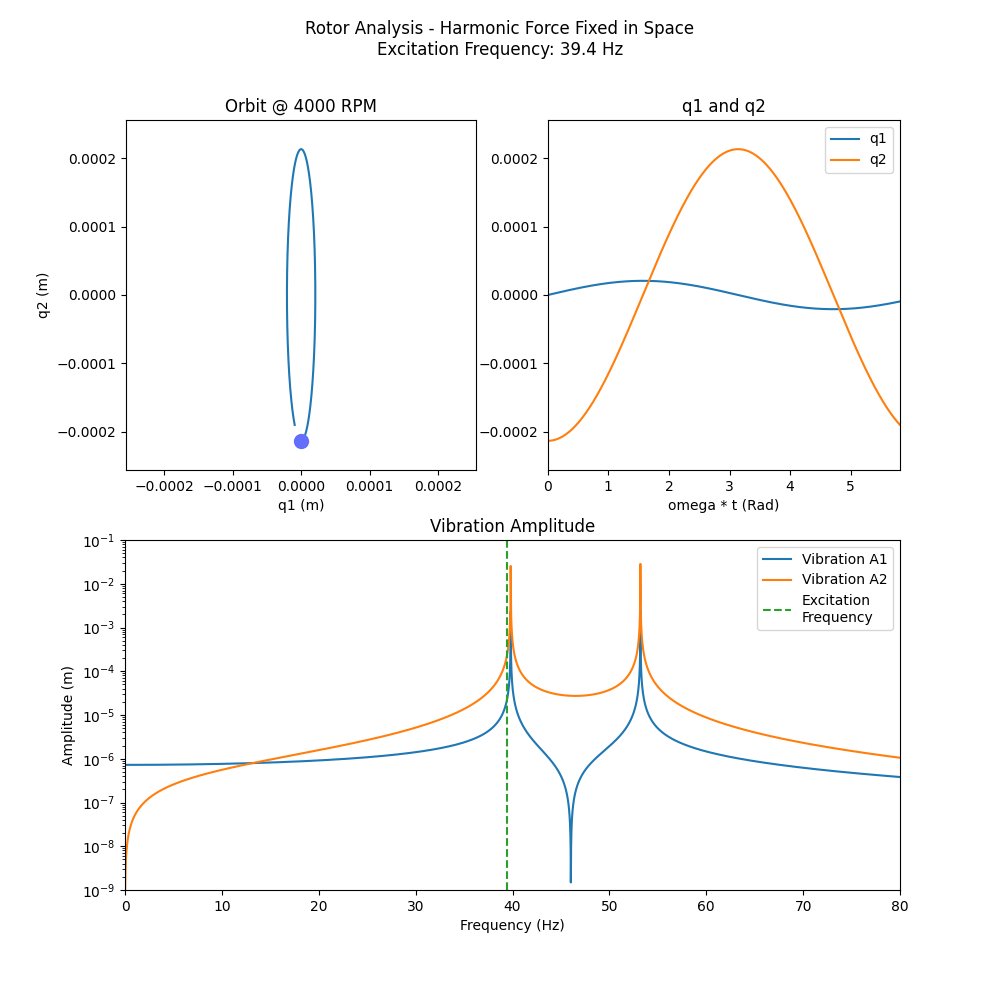 Rotor Analysis - Harmonic Force Fixed in Space
Excitation Frequency: 39.4 Hz
Orbit @ 4000 RPM
q2 (m)
0.0002
0.0001
0.0000
−0.0001
−0.0002
−0.0002 −0.0001 0.0000 0.0001 0.0002
q1 (m)
q1 and q2
q1
q2
0.0002
0.0001
0.0000
−0.0001
−0.0002
0 1 2 3 4 5
omega * t (Rad)
Vibration Amplitude
Vibration A1
Vibration A2
Excitation
Frequency
Amplitude (m)
10⁻¹
10⁻²
10⁻³
10⁻⁴
10⁻⁵
10⁻⁶
10⁻⁷
10⁻⁸
10⁻⁹
0 10 20 30 40 50 60 70 80
Frequency (Hz)